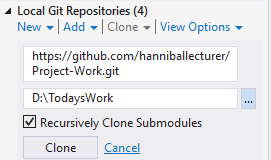 Local Git Repositories (4)
New Add Clone View Options
https://github.com/hanniballecturer/
Project-Work.git
D:\TodaysWork
...
Recursively Clone Submodules
Clone Cancel